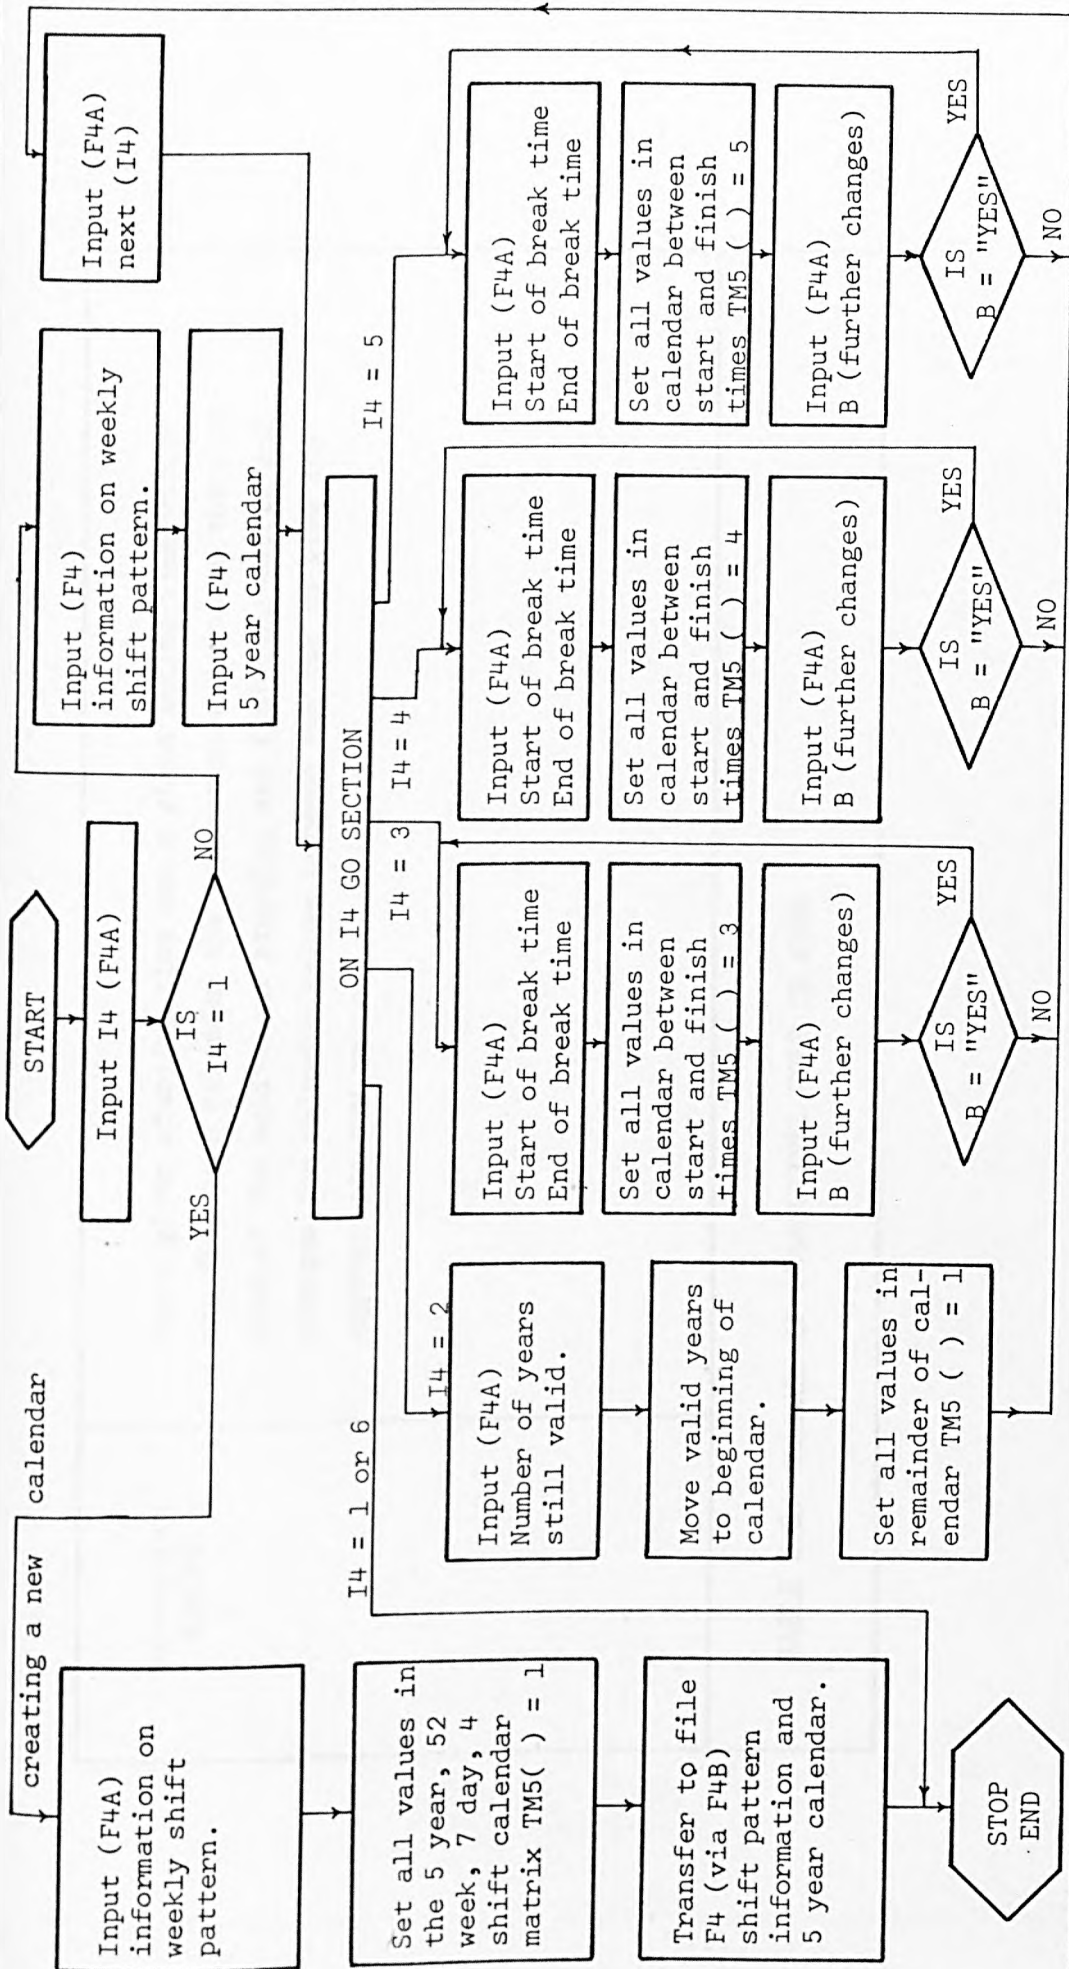 START
Input I4 (F4A)
IS
I4 = 1
YES
NO
creating a new calendar
Input (F4A)
information on
weekly shift
pattern.
Set all values in
the 5 year, 52
week, 7 day, 4
shift calendar
matrix TM5( ) = 1
Transfer to file
F4 (via F4B)
shift pattern
information and
5 year calendar.
STOP
END
Input (F4)
information on weekly
shift pattern.
Input (F4)
5 year calendar
Input (F4A)
next (I4)
ON I4 GO SECTION
I4 = 1 or 6
I4 = 2
Input (F4A)
Number of years
still valid.
Move valid years
to beginning of
calendar.
Set all values in
remainder of cal-
endar TM5 ( ) = 1
I4 = 3
Input (F4A)
Start of break time
End of break time
Set all values in
calendar between
start and finish
times TM5 ( ) = 3
Input (F4A)
B (further changes)
IS
B = "YES"
YES
NO
I4 = 4
Input (F4A)
Start of break time
End of break time
Set all values in
calendar between
start and finish
times TM5 ( ) = 4
Input (F4A)
B (further changes)
IS
B = "YES"
YES
NO
I4 = 5
Input (F4A)
Start of break time
End of break time
Set all values in
calendar between
start and finish
times TM5 ( ) = 5
Input (F4A)
B (further changes)
IS
B = "YES"
YES
NO